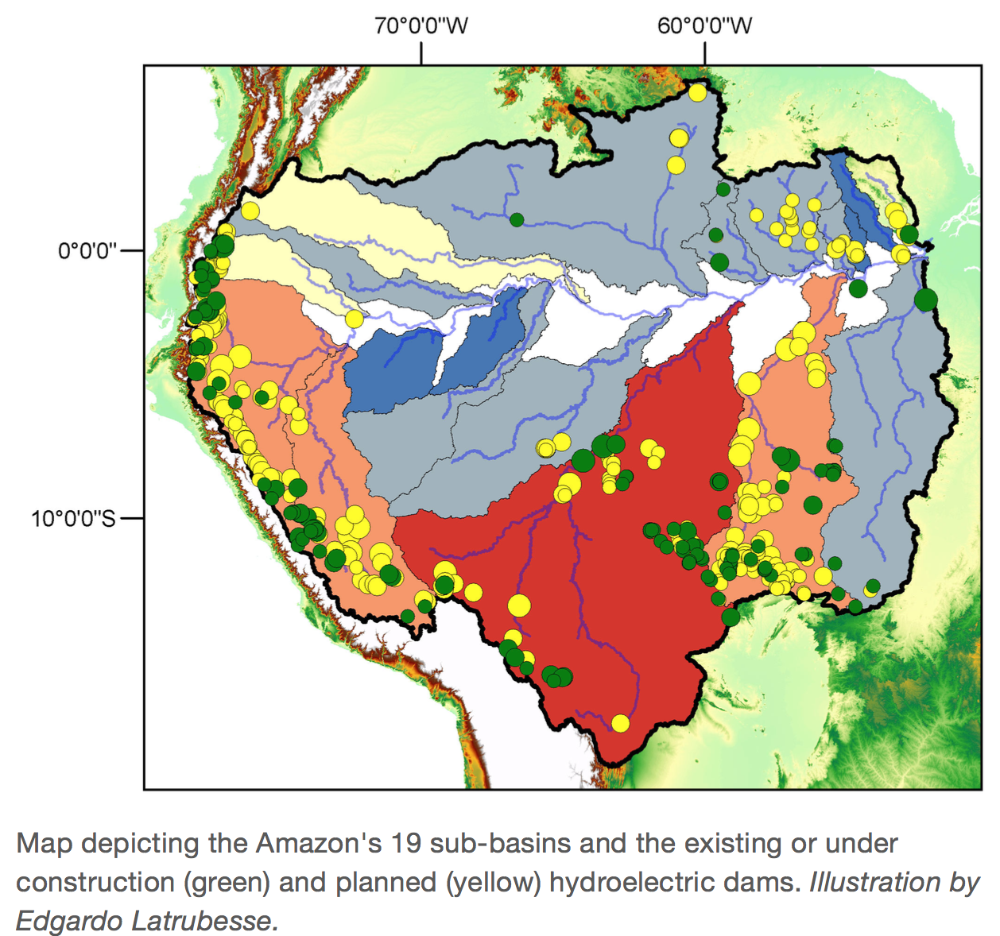 70°0'0"W 60°0'0"W
0°0'0"
10°0'0"S
Map depicting the Amazon's 19 sub-basins and the existing or under
construction (green) and planned (yellow) hydroelectric dams. Illustration by
Edgardo Latrubesse.